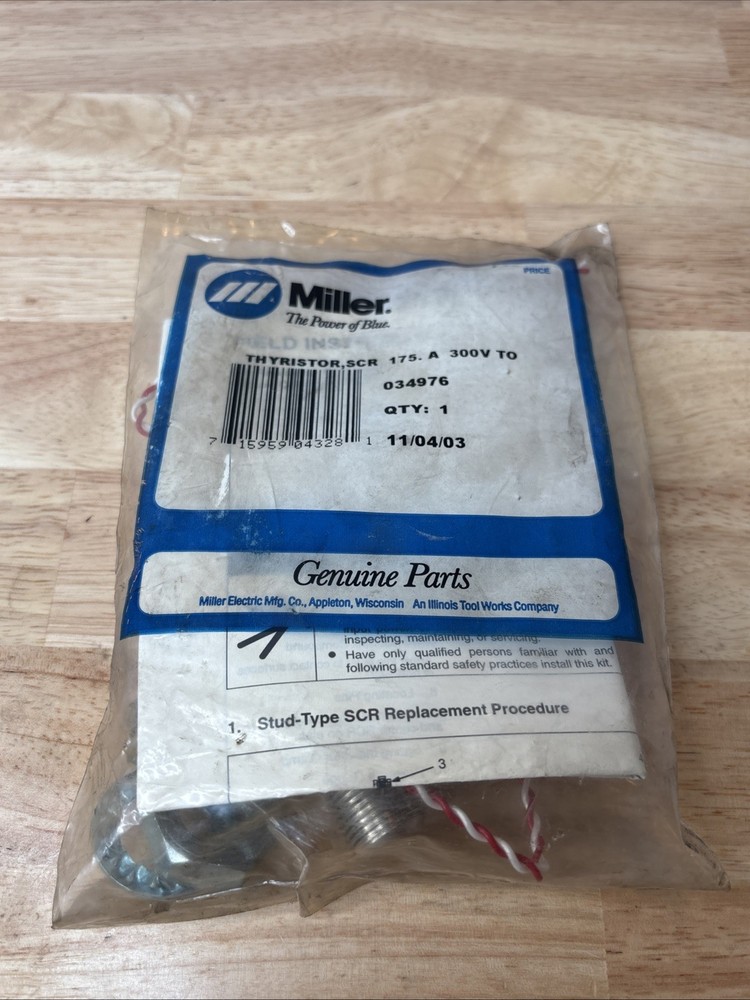 PRICE
Miller.
The Power of Blue.
FIELD INS
THYRISTOR,SCR 175. A 300V TO
034976
QTY: 1
7 15959 04328 1
11/04/03
Genuine Parts
Miller Electric Mfg. Co., Appleton, Wisconsin An Illinois Tool Works Company
inspecting, maintaining, or servicing.
• Have only qualified persons familiar with and
following standard safety practices install this kit.
1. Stud-Type SCR Replacement Procedure
3